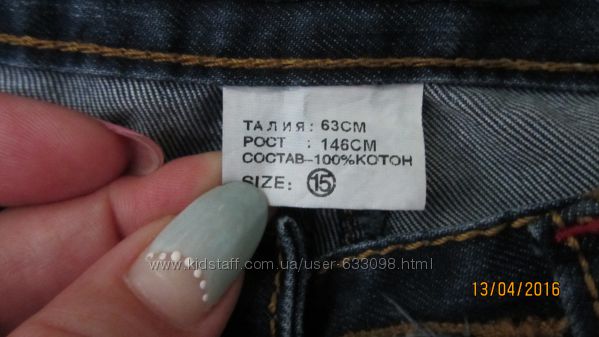 ТАЛИЯ: 63СМ
РОСТ : 146СМ
СОСТАВ-100%КОТОН
SIZE: 15
www.kidstaff.com.ua/user-633098.html
13/04/2016